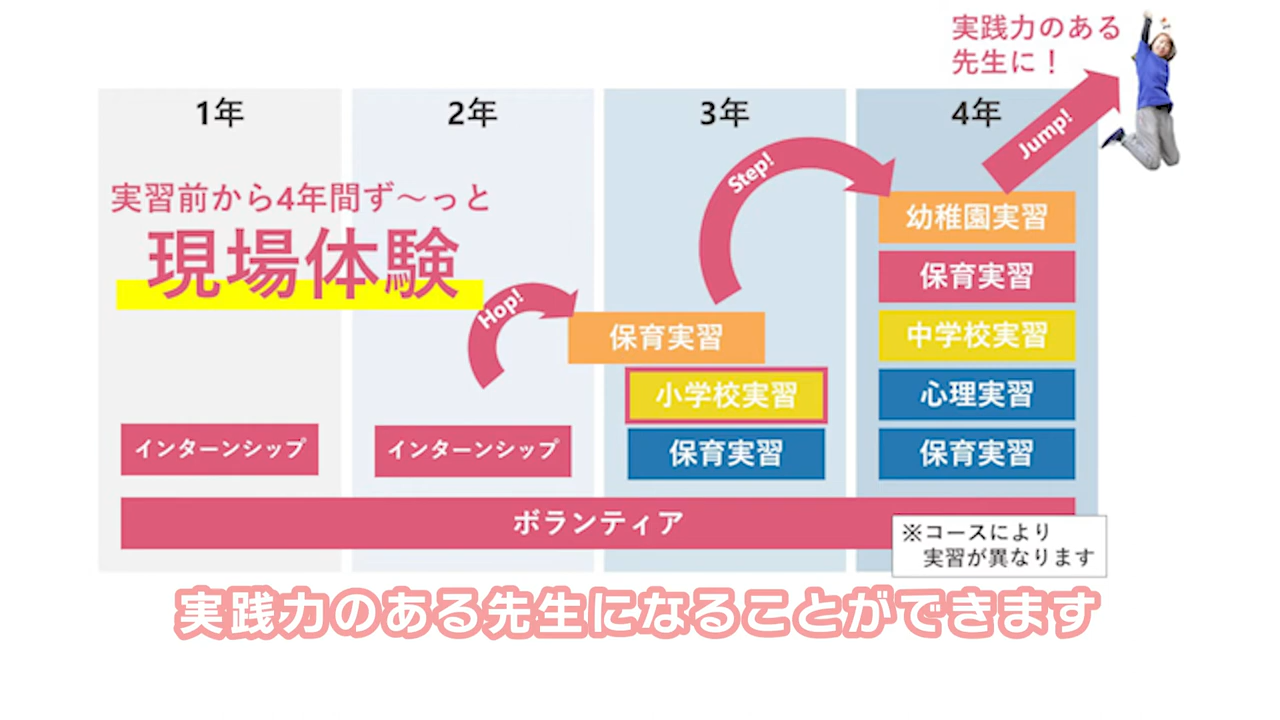 実践力のある
先生に！
1年
2年
3年
4年
実習前から4年間ず～っと
現場体験
Hop!
Step!
Jump!
幼稚園実習
保育実習
保育実習
中学校実習
小学校実習
心理実習
インターンシップ
インターンシップ
保育実習
保育実習
ボランティア
※コースにより
実習が異なります
実践力のある先生になることができます